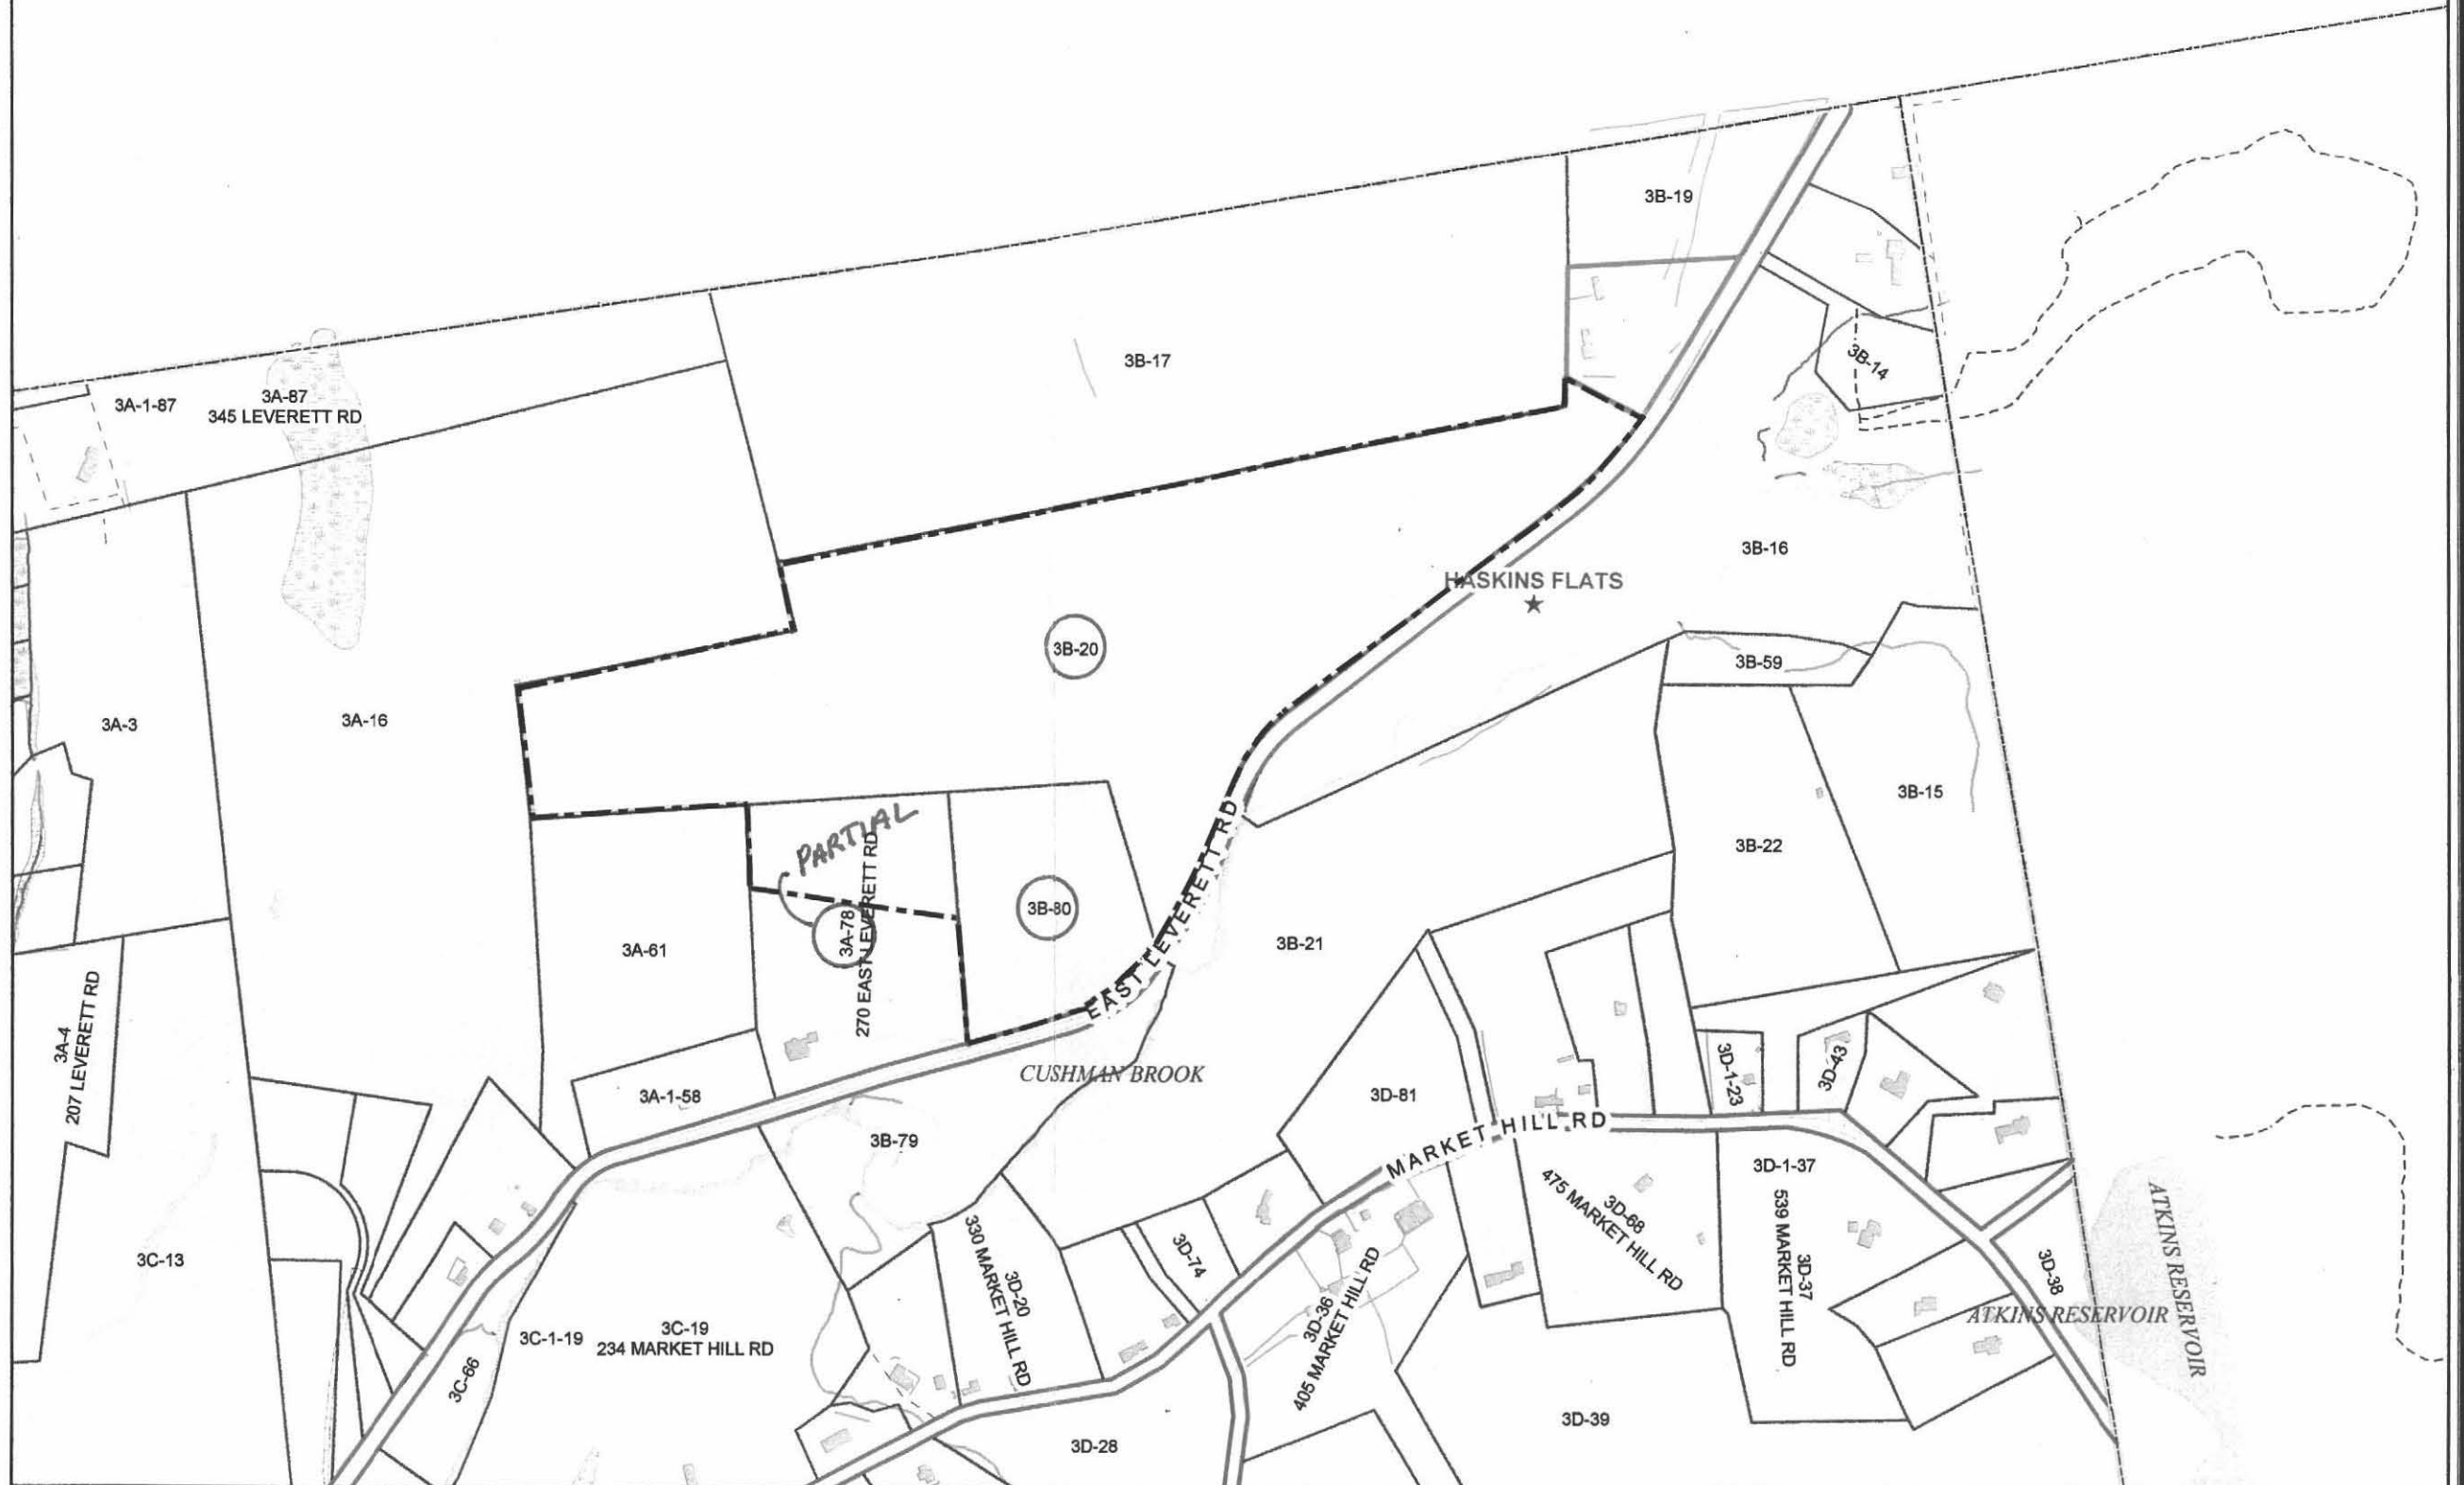 3B-19
3B-17
3B-14
3A-1-87
3A-87
345 LEVERETT RD
3B-16
HASKINS FLATS
3B-20
3B-59
3A-3
3A-16
3B-15
3B-22
PARTIAL
3A-78
270 EAST LEVERETT RD
3B-80
EAST LEVERETT RD
3B-21
3A-61
3A-4
207 LEVERETT RD
CUSHMAN BROOK
3A-1-58
3D-81
3D-1-23
3D-43
3B-79
MARKET HILL RD
3D-1-37
3D-68
475 MARKET HILL RD
3D-37
539 MARKET HILL RD
3C-13
3D-74
3D-20
330 MARKET HILL RD
3D-36
405 MARKET HILL RD
3D-38
ATKINS RESERVOIR
ATKINS RESERVOIR
3C-1-19
3C-19
234 MARKET HILL RD
3C-66
3D-39
3D-28